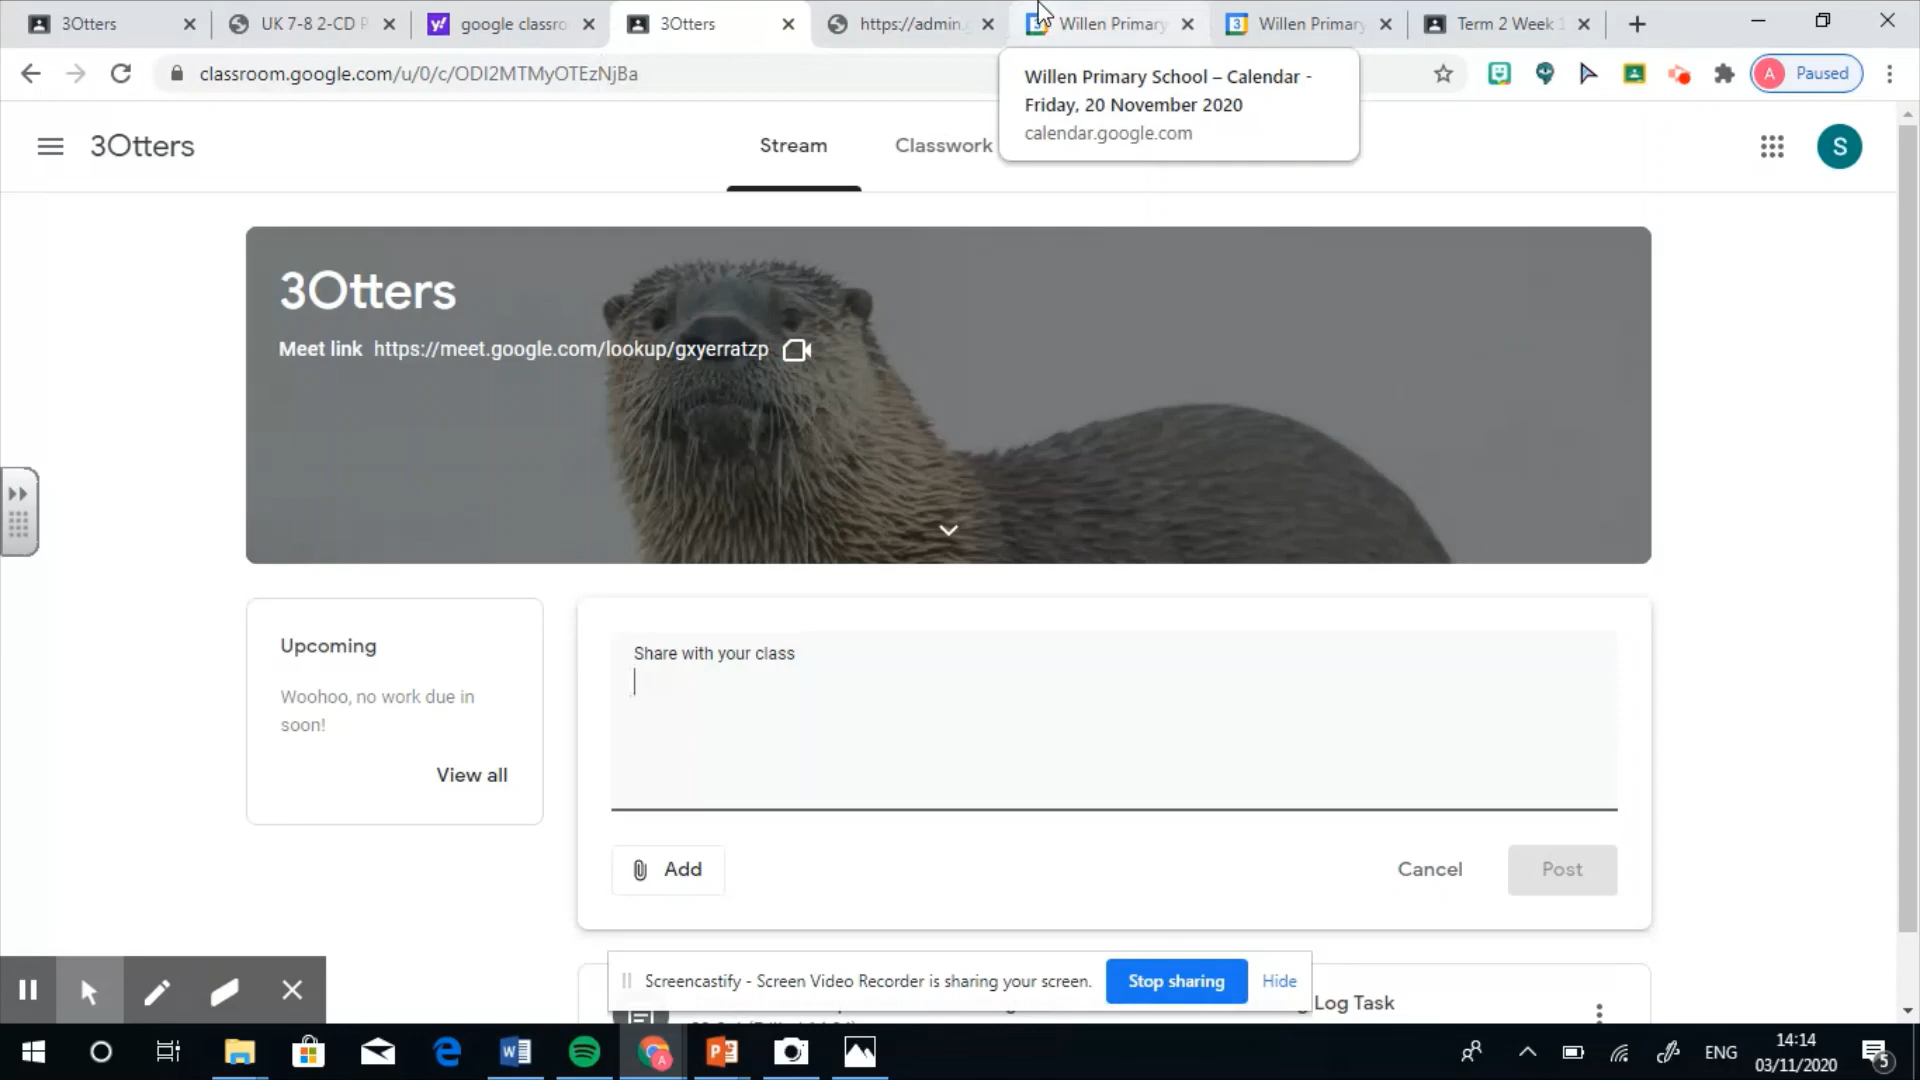 3Otters
UK 7-8 2-CD P
google classro
3Otters
https://admin.
Willen Primary
Willen Primary
Term 2 Week 1
classroom.google.com/u/0/c/ODI2MTMyOTEzNjBa
A Paused
Willen Primary School – Calendar -
Friday, 20 November 2020
calendar.google.com
3Otters
Stream
Classwork
S
3Otters
Meet link https://meet.google.com/lookup/gxyerratzp
Upcoming
Woohoo, no work due in
soon!
View all
Share with your class
Add
Cancel
Post
Screencastify - Screen Video Recorder is sharing your screen.
Stop sharing
Hide
Log Task
ENG
14:14
03/11/2020
5